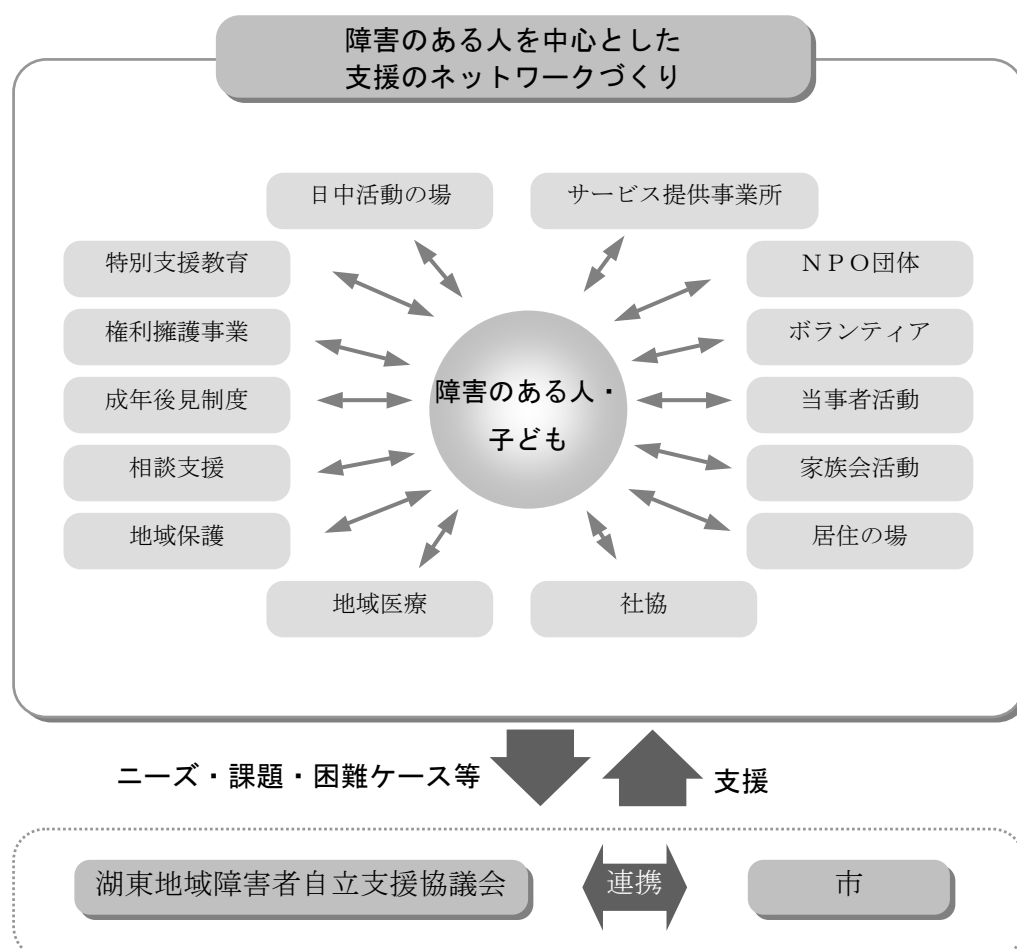 障害のある人を中心とした
支援のネットワークづくり
日中活動の場
サービス提供事業所
特別支援教育
ＮＰＯ団体
権利擁護事業
ボランティア
成年後見制度
障害のある人・
子ども
当事者活動
相談支援
家族会活動
地域保護
居住の場
地域医療
社協
ニーズ・課題・困難ケース等
支援
湖東地域障害者自立支援協議会
連携
市